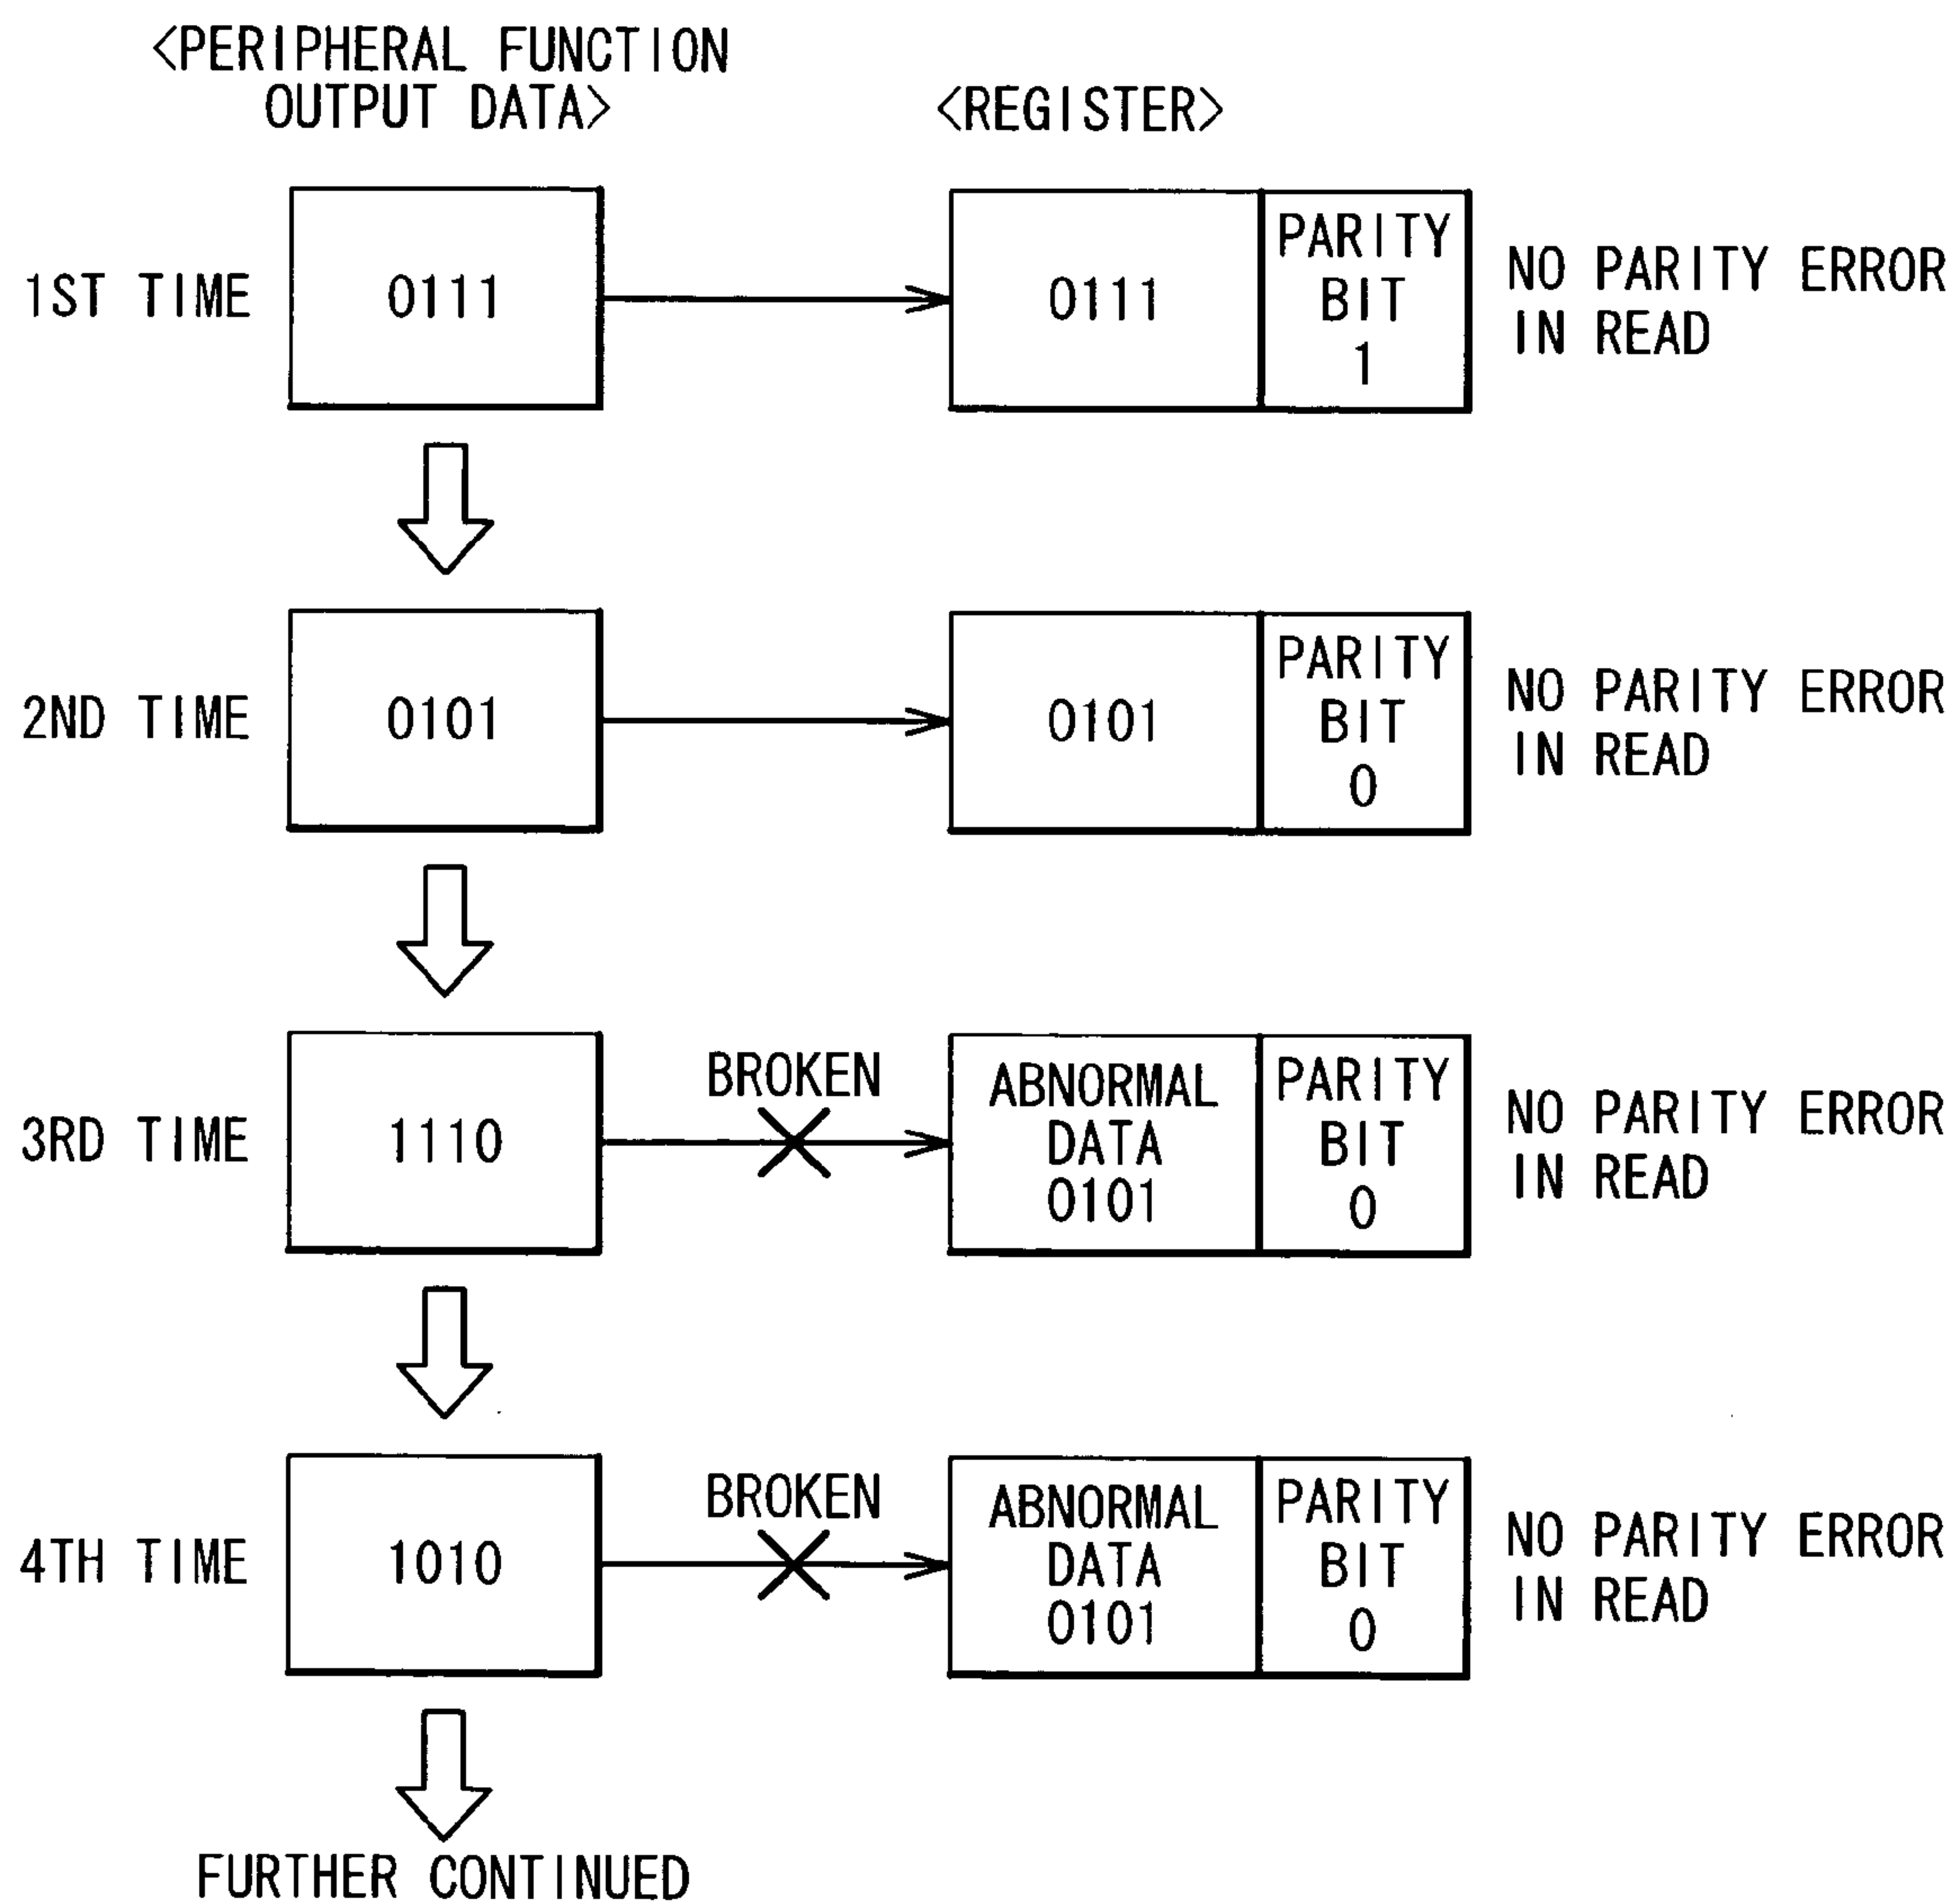 <PERIPHERAL FUNCTION
OUTPUT DATA>
<REGISTER>
1ST TIME
0111
0111
PARITY
BIT
1
NO PARITY ERROR
IN READ
2ND TIME
0101
0101
PARITY
BIT
0
NO PARITY ERROR
IN READ
3RD TIME
1110
BROKEN
ABNORMAL
DATA
0101
PARITY
BIT
0
NO PARITY ERROR
IN READ
4TH TIME
1010
BROKEN
ABNORMAL
DATA
0101
PARITY
BIT
0
NO PARITY ERROR
IN READ
FURTHER CONTINUED